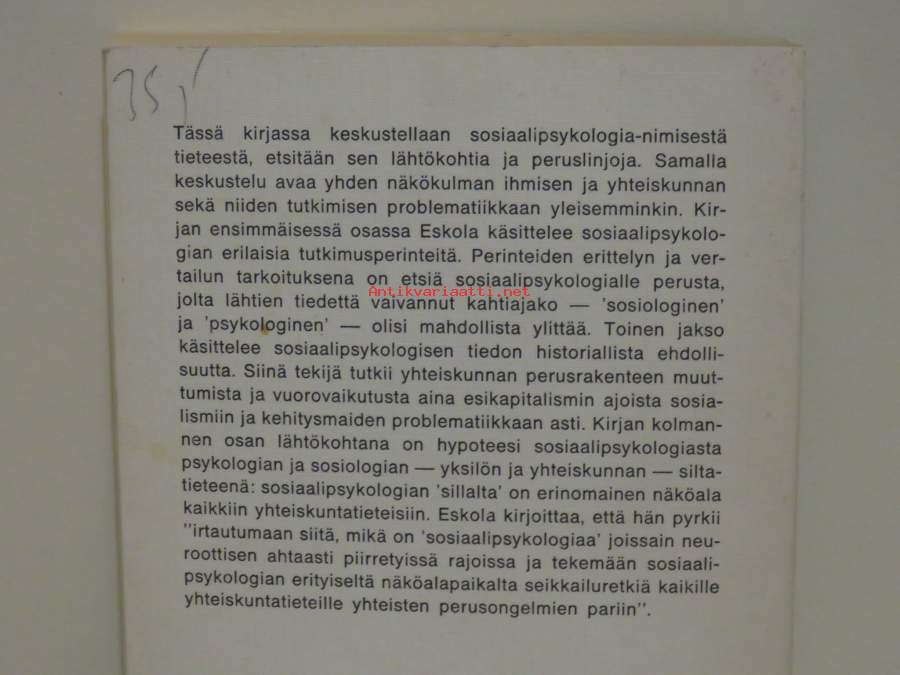 35,-
Tässä kirjassa keskustellaan sosiaalipsykologia-nimisestä
tieteestä, etsitään sen lähtökohtia ja peruslinjoja. Samalla
keskustelu avaa yhden näkökulman ihmisen ja yhteiskunnan
sekä niiden tutkimisen problematiikkaan yleisemminkin. Kir-
jan ensimmäisessä osassa Eskola käsittelee sosiaalipsykolo-
gian erilaisia tutkimusperinteitä. Perinteiden erittelyn ja ver-
tailun tarkoituksena on etsiä sosiaalipsykologialle perusta,
Antikvariaatti.net
jolta lähtien tiedettä vaivannut kahtiajako — 'sosiologinen'
ja 'psykologinen' — olisi mahdollista ylittää. Toinen jakso
käsittelee sosiaalipsykologisen tiedon historiallista ehdolli-
suutta. Siinä tekijä tutkii yhteiskunnan perusrakenteen muut-
tumista ja vuorovaikutusta aina esikapitalismin ajoista sosia-
lismiin ja kehitysmaiden problematiikkaan asti. Kirjan kolman-
nen osan lähtökohtana on hypoteesi sosiaalipsykologiasta
psykologian ja sosiologian — yksilön ja yhteiskunnan — silta-
tieteenä: sosiaalipsykologian 'sillalta' on erinomainen näköala
kaikkiin yhteiskuntatieteisiin. Eskola kirjoittaa, että hän pyrkii
"irtautumaan siitä, mikä on 'sosiaalipsykologiaa' joissain neu-
roottisen ahtaasti piirretyissä rajoissa ja tekemään sosiaali-
psykologian erityiseltä näköalapaikalta seikkailuretkiä kaikille
yhteiskuntatieteille yhteisten perusongelmien pariin".